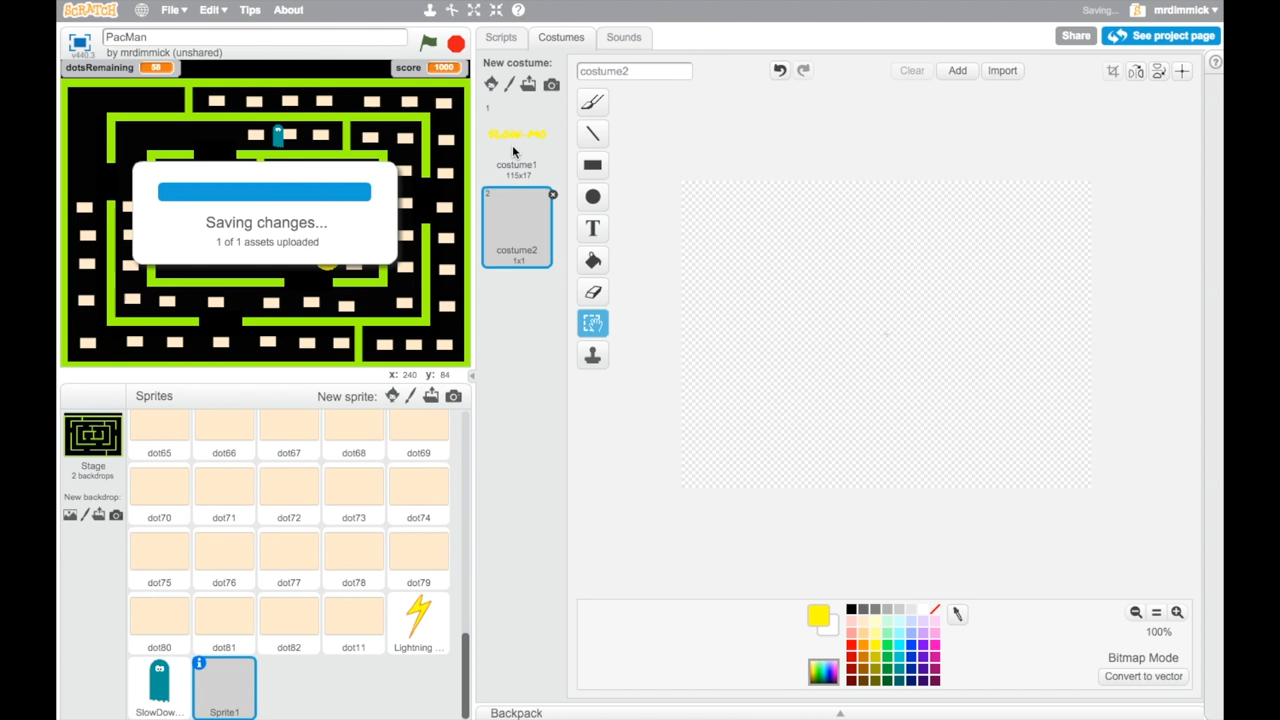 SCRATCH File▾ Edit▾ Tips About Saving... mrdimmick▾
PacMan
by mrdimmick (unshared)
v440.3
Scripts Costumes Sounds
Share See project page
dotsRemaining 58 score 1000
New costume:
costume2 Clear Add Import
1
SLOW-MO
costume1
115x17
2
costume2
1x1
Saving changes...
1 of 1 assets uploaded
T
x: 240 y: 84
Sprites New sprite:
Stage
2 backdrops
New backdrop:
dot65 dot66 dot67 dot68 dot69
dot70 dot71 dot72 dot73 dot74
dot75 dot76 dot77 dot78 dot79
dot80 dot81 dot82 dot11 Lightning ...
SlowDow... Sprite1
100%
Bitmap Mode
Convert to vector
Backpack